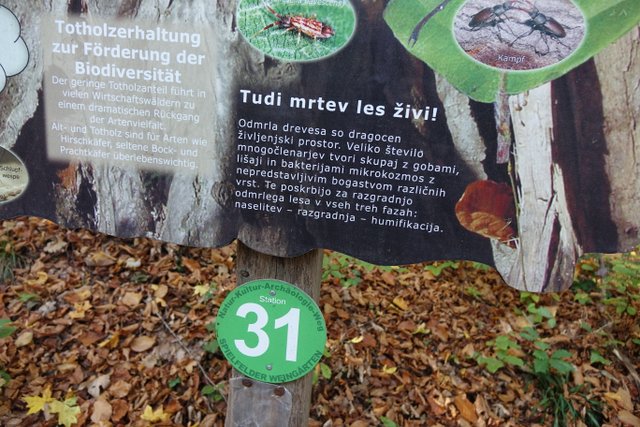 Totholzerhaltung
zur Förderung der
Biodiversität
Der geringe Totholzanteil führt in
vielen Wirtschaftswäldern zu
einem dramatischen Rückgang
der Artenvielfalt.
Alt- und Totholz sind für Arten wie
Hirschkäfer, seltene Bock- und
Prachtkäfer überlebenswichtig.
Kampf
Tudi mrtev les živi!
Odmrla drevesa so dragocen
življenjski prostor. Veliko število
mnogočlenarjev tvori skupaj z gobami,
lišaji in bakterijami mikrokozmos z
nepredstavljivim bogastvom različnih
vrst. Te poskrbijo za razgradnjo
odmrlega lesa v vseh treh fazah:
naselitev – razgradnja – humifikacija.
Natur-Kultur-Archäologie-Weg
Station
31
SPIELFELDER WEINGARTEN